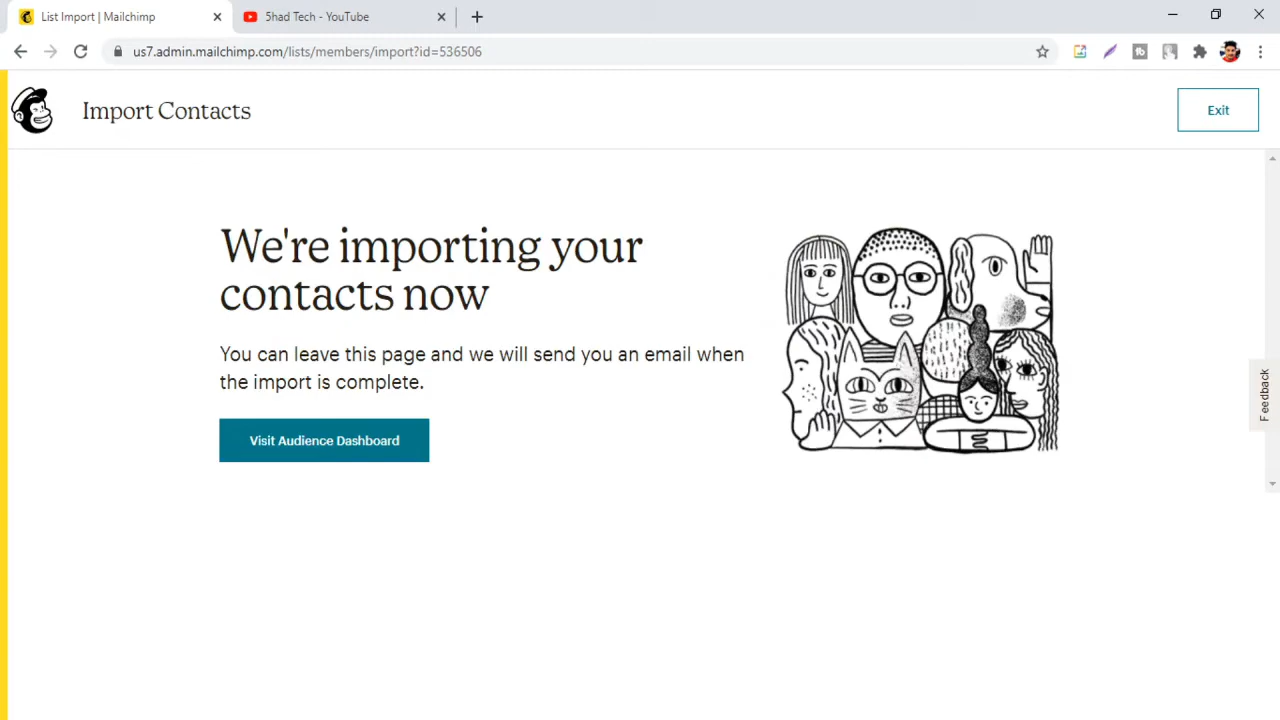 List Import | Mailchimp
5had Tech - YouTube
us7.admin.mailchimp.com/lists/members/import?id=536506
Import Contacts
Exit
We're importing your
contacts now
You can leave this page and we will send you an email when
the import is complete.
Visit Audience Dashboard
Feedback